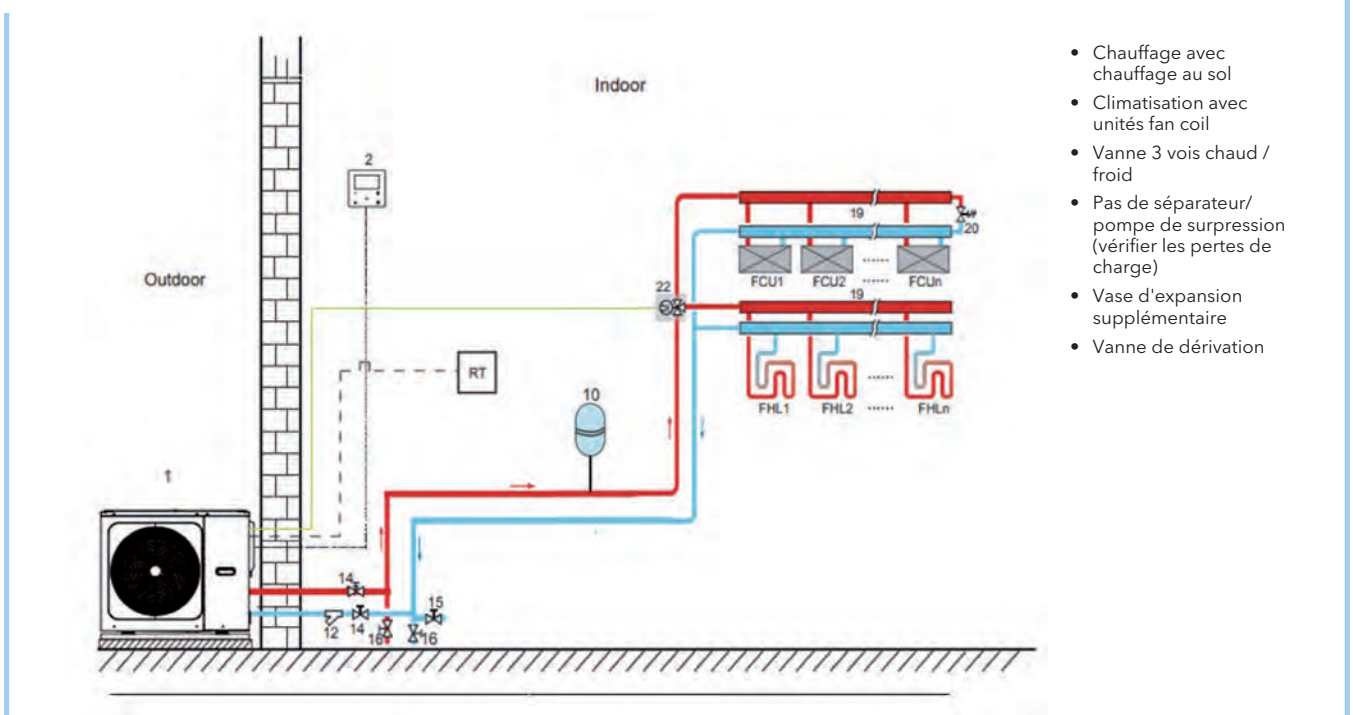 Indoor
2
Outdoor
1
RT
10
22
19
20
FCU1 FCU2 ...... FCUn
19
FHL1 FHL2 ...... FHLn
14
15
12 14 16 16
• Chauffage avec
chauffage au sol
• Climatisation avec
unités fan coil
• Vanne 3 vois chaud /
froid
• Pas de séparateur/
pompe de surpression
(vérifier les pertes de
charge)
• Vase d'expansion
supplémentaire
• Vanne de dérivation